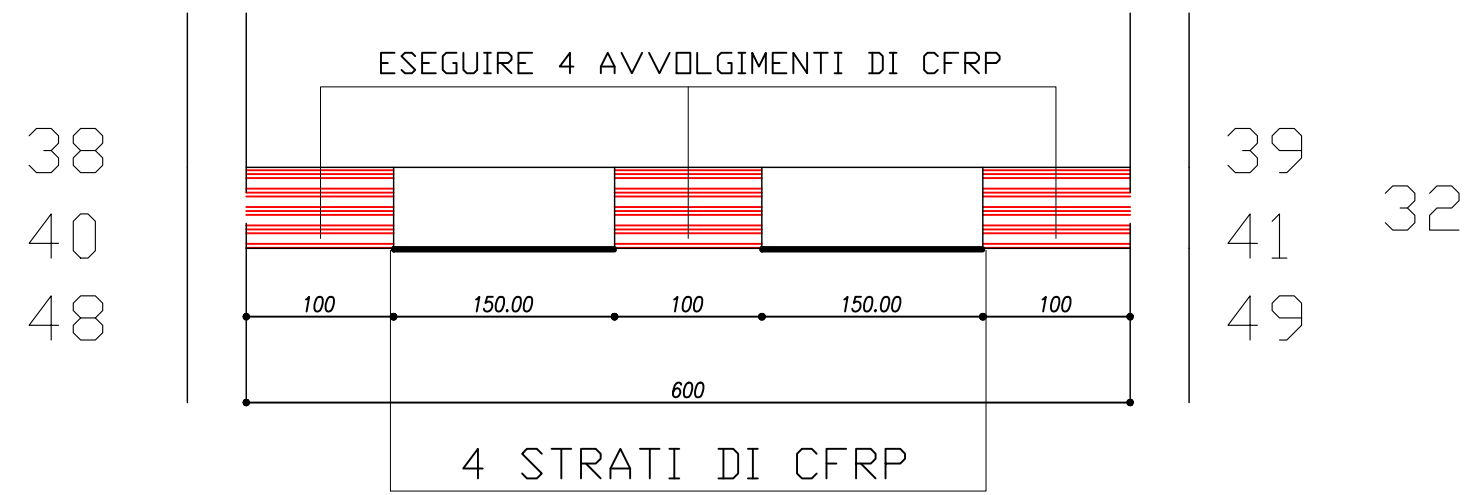 ESEGUIRE 4 AVVOLGIMENTI DI CFRP
38 39
32
40 41
48 49
100 150.00 100 150.00 100
600
4 STRATI DI CFRP